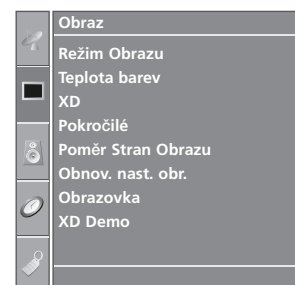 Obraz
Režim Obrazu
Teplota barev
XD
Pokročilé
Poměr Stran Obrazu
Obnov. nast. obr.
Obrazovka
XD Demo